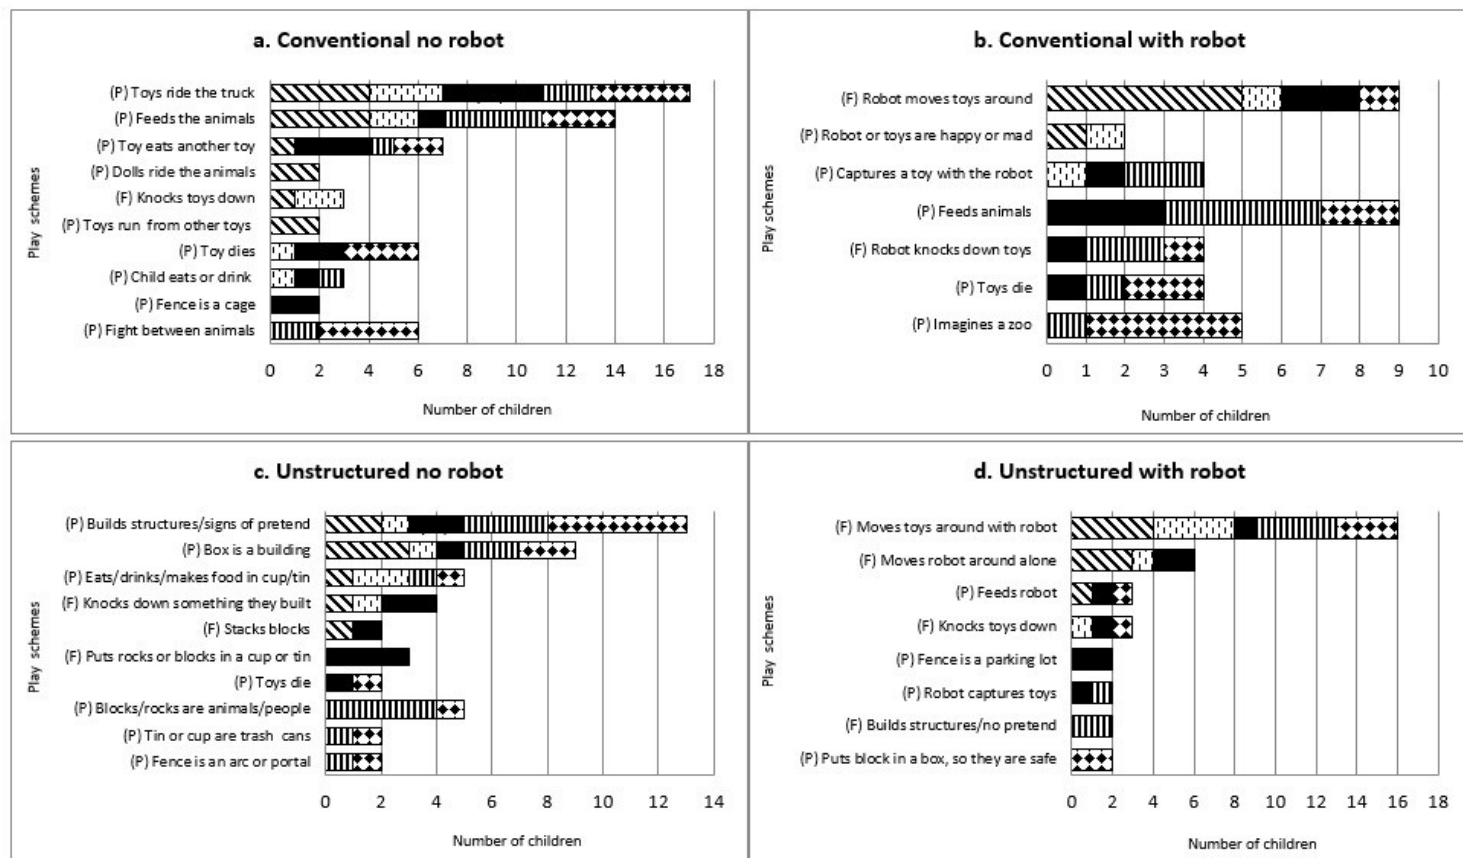 a. Conventional no robot
Play schemes
(P) Toys ride the truck
(P) Feeds the animals
(P) Toy eats another toy
(P) Dolls ride the animals
(F) Knocks toys down
(P) Toys run from other toys
(P) Toy dies
(P) Child eats or drink
(P) Fence is a cage
(P) Fight between animals
0 2 4 6 8 10 12 14 16 18
Number of children
b. Conventional with robot
Play schemes
(F) Robot moves toys around
(P) Robot or toys are happy or mad
(P) Captures a toy with the robot
(P) Feeds animals
(F) Robot knocks down toys
(P) Toys die
(P) Imagines a zoo
0 1 2 3 4 5 6 7 8 9 10
Number of children
c. Unstructured no robot
Play schemes
(P) Builds structures/signs of pretend
(P) Box is a building
(P) Eats/drinks/makes food in cup/tin
(F) Knocks down something they built
(F) Stacks blocks
(F) Puts rocks or blocks in a cup or tin
(P) Toys die
(P) Blocks/rocks are animals/people
(P) Tin or cup are trash cans
(P) Fence is an arc or portal
0 2 4 6 8 10 12 14
Number of children
d. Unstructured with robot
Play schemes
(F) Moves toys around with robot
(F) Moves robot around alone
(P) Feeds robot
(F) Knocks toys down
(P) Fence is a parking lot
(P) Robot captures toys
(F) Builds structures/no pretend
(P) Puts block in a box, so they are safe
0 2 4 6 8 10 12 14 16 18
Number of children